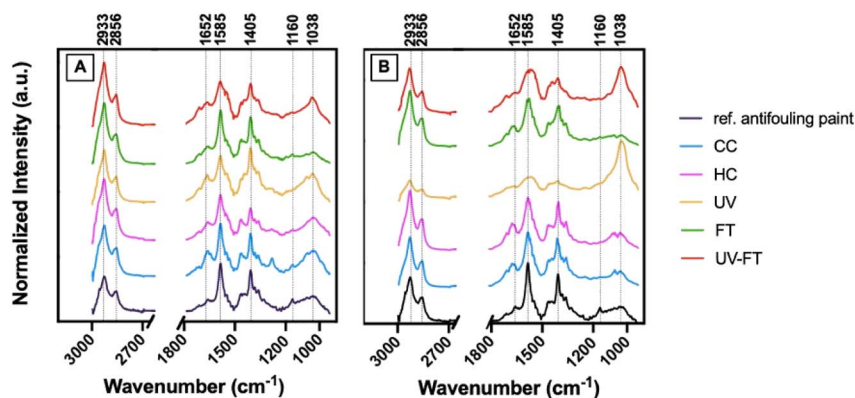 2933 2856 1652 1585 1405 1160 1038 2933 2856 1652 1585 1405 1160 1038
A B
Normalized Intensity (a.u.)
ref. antifouling paint
CC
HC
UV
FT
UV-FT
3000 2700 1800 1500 1200 1000 3000 2700 1800 1500 1200 1000
Wavenumber (cm⁻¹) Wavenumber (cm⁻¹)